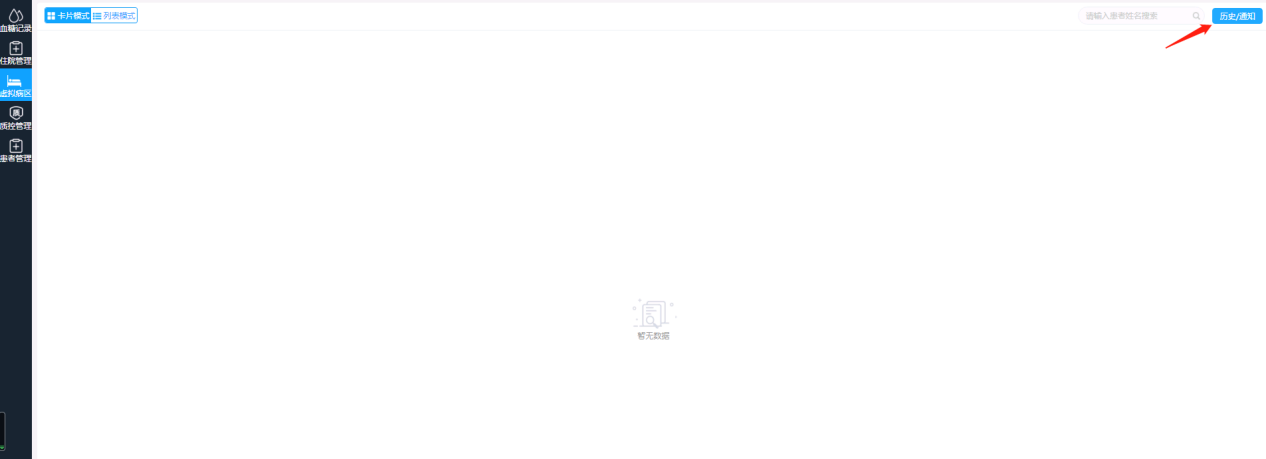 卡片模式 列表模式 请输入患者姓名搜索 历史/通知
血糖记录
住院管理
虚拟病区
质控管理
患者管理
暂无数据